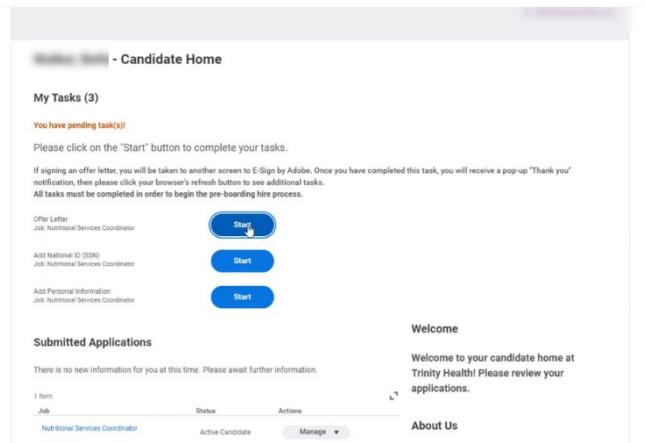 - Candidate Home
My Tasks (3)
You have pending task(s)!
Please click on the "Start" button to complete your tasks.
If signing an offer letter, you will be taken to another screen to E-Sign by Adobe. Once you have completed this task, you will receive a pop-up "Thank you"
notification, then please click your browser's refresh button to see additional tasks.
All tasks must be completed in order to begin the pre-boarding hire process.
Offer Letter
Job: Nutritional Services Coordinator
Start
Add National ID (SSN)
Job: Nutritional Services Coordinator
Start
Add Personal Information
Job: Nutritional Services Coordinator
Start
Submitted Applications
There is no new information for you at this time. Please await further information.
1 item
Job Status Actions
Nutritional Services Coordinator Active Candidate Manage
Welcome
Welcome to your candidate home at
Trinity Health! Please review your
applications.
About Us